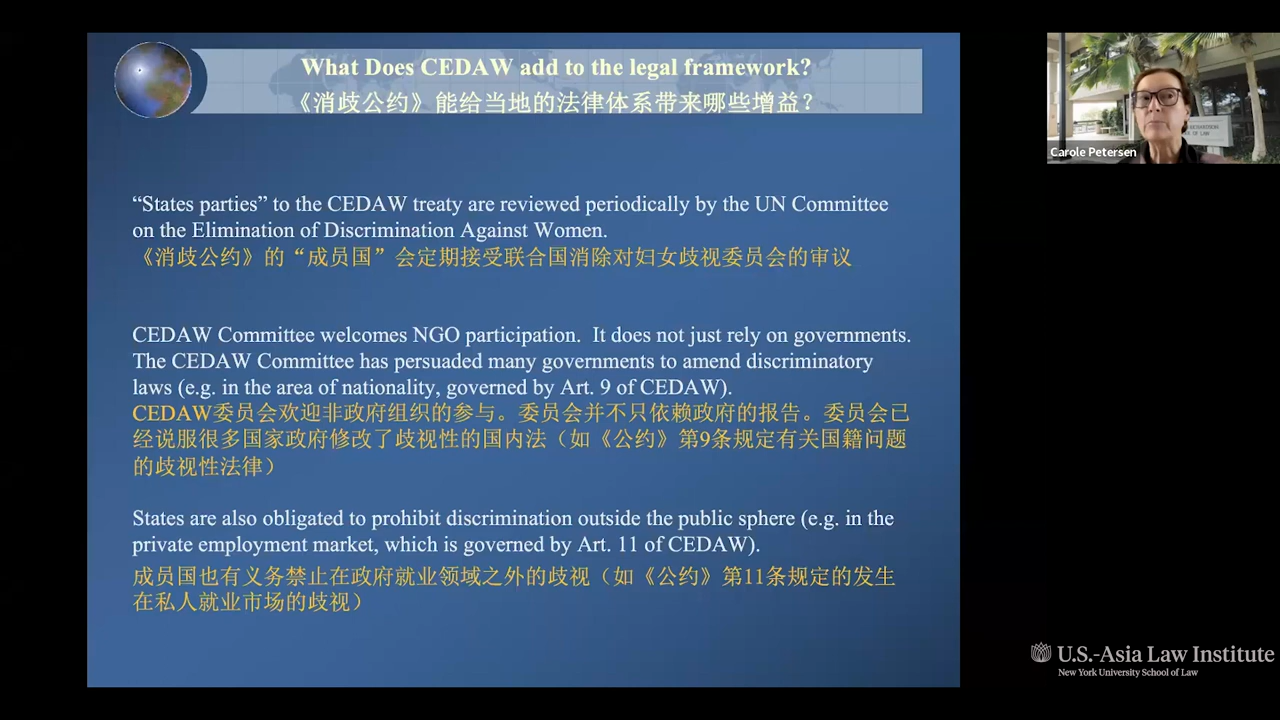 What Does CEDAW add to the legal framework?
《消歧公约》能给当地的法律体系带来哪些增益？
“States parties” to the CEDAW treaty are reviewed periodically by the UN Committee
on the Elimination of Discrimination Against Women.
《消歧公约》的“成员国”会定期接受联合国消除对妇女歧视委员会的审议
CEDAW Committee welcomes NGO participation.  It does not just rely on governments.
The CEDAW Committee has persuaded many governments to amend discriminatory
laws (e.g. in the area of nationality, governed by Art. 9 of CEDAW).
CEDAW委员会欢迎非政府组织的参与。委员会并不只依赖政府的报告。委员会已
经说服很多国家政府修改了歧视性的国内法（如《公约》第9条规定有关国籍问题
的歧视性法律）
States are also obligated to prohibit discrimination outside the public sphere (e.g. in the
private employment market, which is governed by Art. 11 of CEDAW).
成员国也有义务禁止在政府就业领域之外的歧视（如《公约》第11条规定的发生
在私人就业市场的歧视）
OF LAW
Carole Petersen
U.S.-Asia Law Institute
New York University School of Law